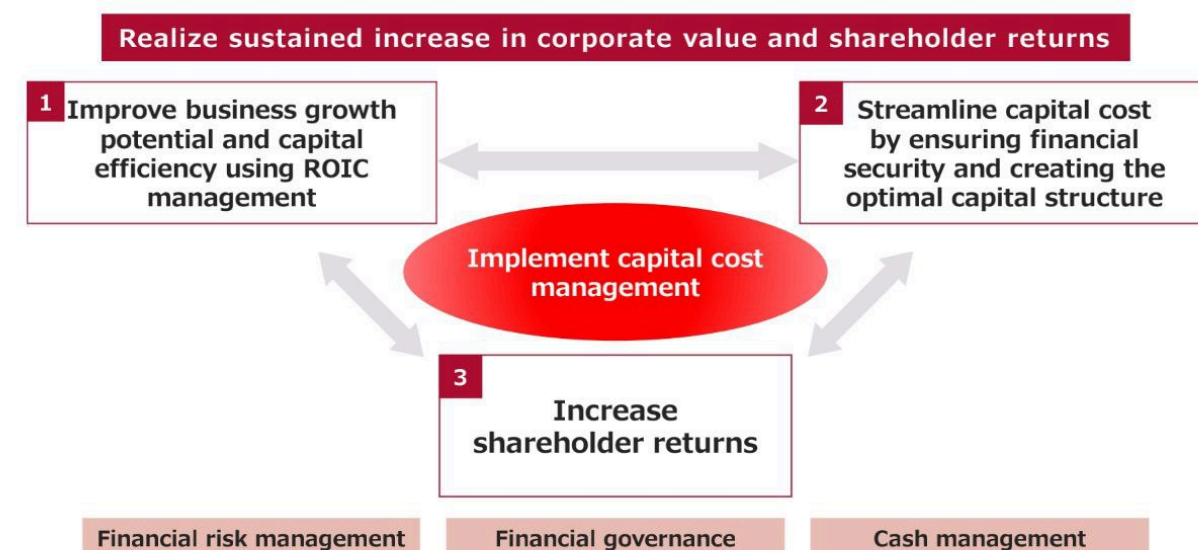 Realize sustained increase in corporate value and shareholder returns
1
Improve business growth
potential and capital
efficiency using ROIC
management
2
Streamline capital cost
by ensuring financial
security and creating the
optimal capital structure
Implement capital cost
management
3
Increase
shareholder returns
Financial risk management
Financial governance
Cash management